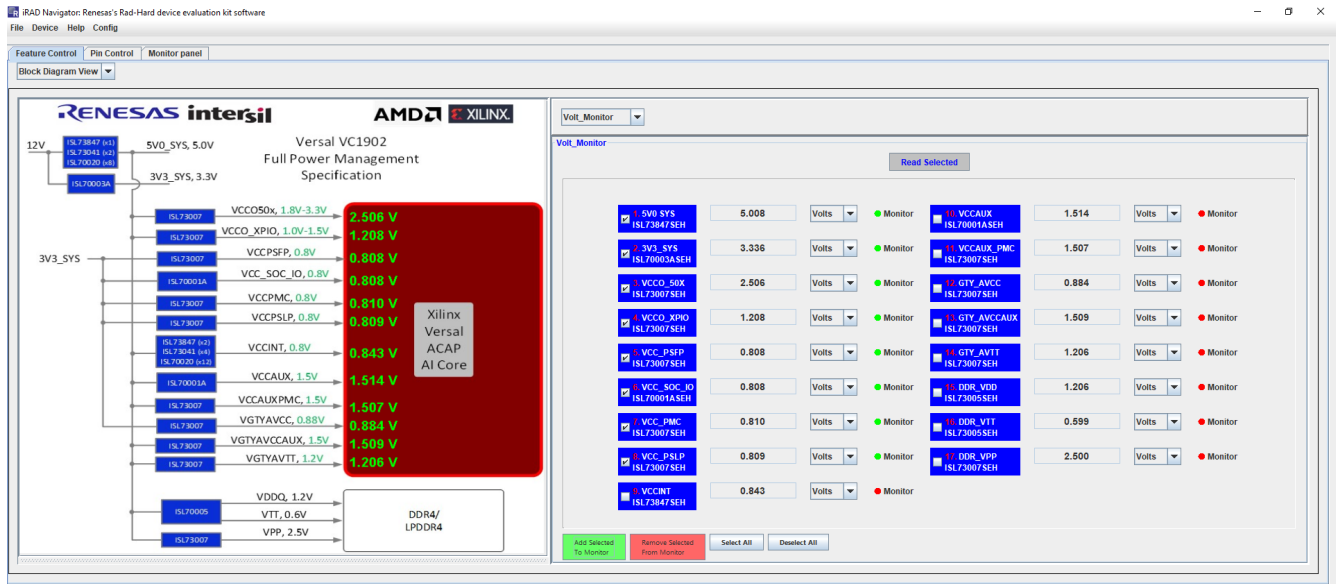 iRAD Navigator: Renesas's Rad-Hard device evaluation kit software
File Device Help Config
Feature Control Pin Control Monitor panel
Block Diagram View
RENESAS intersil
AMD XILINX
Versal VC1902
Full Power Management
Specification
12V
ISL73847 (x1)
ISL73041 (x2)
ISL70020 (x6)
5V0_SYS, 5.0V
ISL70003A
3V3_SYS, 3.3V
3V3_SYS
ISL73007 VCCO50x, 1.8V-3.3V 2.506 V
ISL73007 VCCO_XPIO, 1.0V-1.5V 1.208 V
ISL73007 VCCPSFP, 0.8V 0.808 V
ISL70001A VCC_SOC_IO, 0.8V 0.808 V
ISL73007 VCCPMC, 0.8V 0.810 V
ISL73007 VCCPSLP, 0.8V 0.809 V
ISL73847 (x2)
ISL73041 (x4)
ISL70020 (x12)
VCCINT, 0.8V 0.843 V
ISL70001A VCCAUX, 1.5V 1.514 V
ISL73007 VCCAUXPMC, 1.5V 1.507 V
ISL73007 VGTYAVCC, 0.88V 0.884 V
ISL73007 VGTYAVCCAUX, 1.5V 1.509 V
ISL73007 VGTYAVTT, 1.2V 1.206 V
Xilinx
Versal
ACAP
AI Core
ISL70005
VDDQ, 1.2V
VTT, 0.6V
ISL73007
VPP, 2.5V
DDR4/
LPDDR4
Volt_Monitor
Volt_Monitor
Read Selected
1. 5V0 SYS
ISL73847SEH
5.008 Volts Monitor
2. 3V3_SYS
ISL70003ASEH
3.336 Volts Monitor
3. VCCO_50X
ISL73007SEH
2.506 Volts Monitor
4. VCCO_XPIO
ISL73007SEH
1.208 Volts Monitor
5. VCC_PSFP
ISL73007SEH
0.808 Volts Monitor
6. VCC_SOC_IO
ISL70001ASEH
0.808 Volts Monitor
7. VCC_PMC
ISL73007SEH
0.810 Volts Monitor
8. VCC_PSLP
ISL73007SEH
0.809 Volts Monitor
9. VCCINT
ISL73847SEH
0.843 Volts Monitor
10. VCCAUX
ISL70001ASEH
1.514 Volts Monitor
11. VCCAUX_PMC
ISL73007SEH
1.507 Volts Monitor
12. GTY_AVCC
ISL73007SEH
0.884 Volts Monitor
13. GTY_AVCCAUX
ISL73007SEH
1.509 Volts Monitor
14. GTY_AVTT
ISL73007SEH
1.206 Volts Monitor
15. DDR_VDD
ISL73005SEH
1.206 Volts Monitor
16. DDR_VTT
ISL73005SEH
0.599 Volts Monitor
17. DDR_VPP
ISL73007SEH
2.500 Volts Monitor
Add Selected
To Monitor
Remove Selected
From Monitor
Select All
Deselect All